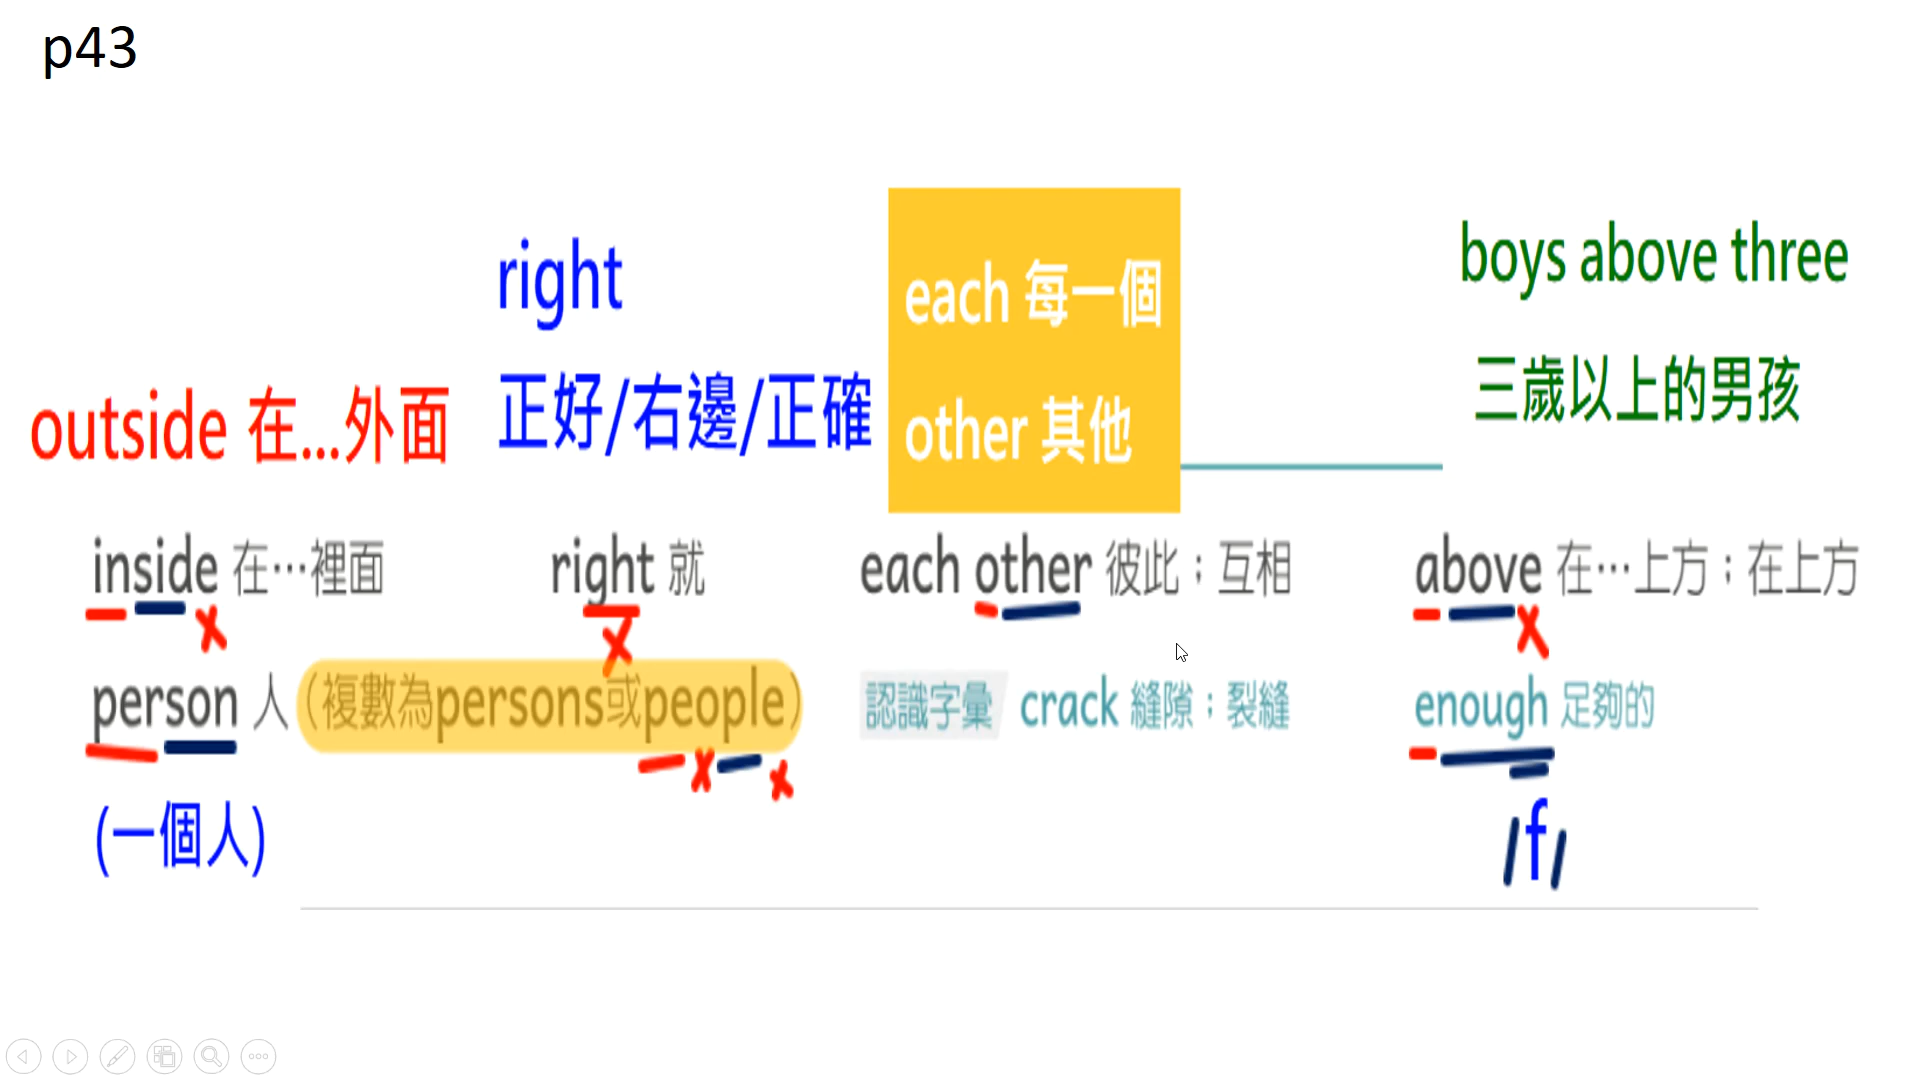 p43
boys above three
right
each 每一個
三歲以上的男孩
outside 在...外面
正好/右邊/正確
other 其他
inside 在…裡面
right 就
each other 彼此；互相
above 在…上方；在上方
person 人（複數為persons或people）
認識字彙 crack 縫隙；裂縫
enough 足夠的
(一個人)
/f/